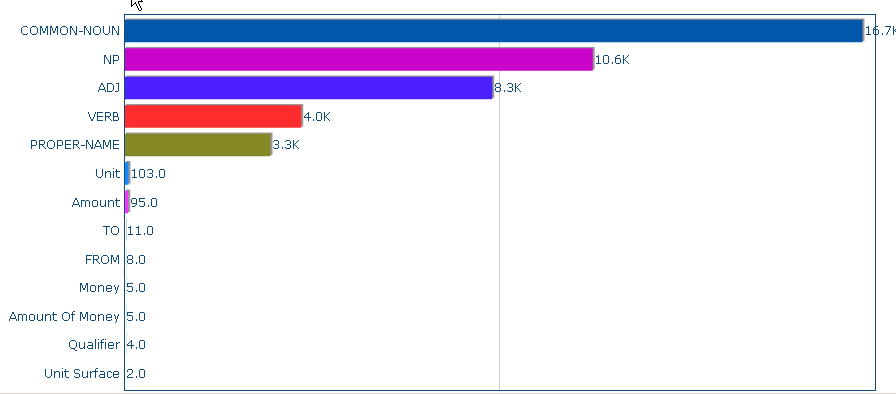 COMMON-NOUN 16.7K
NP 10.6K
ADJ 8.3K
VERB 4.0K
PROPER-NAME 3.3K
Unit 103.0
Amount 95.0
TO 11.0
FROM 8.0
Money 5.0
Amount Of Money 5.0
Qualifier 4.0
Unit Surface 2.0